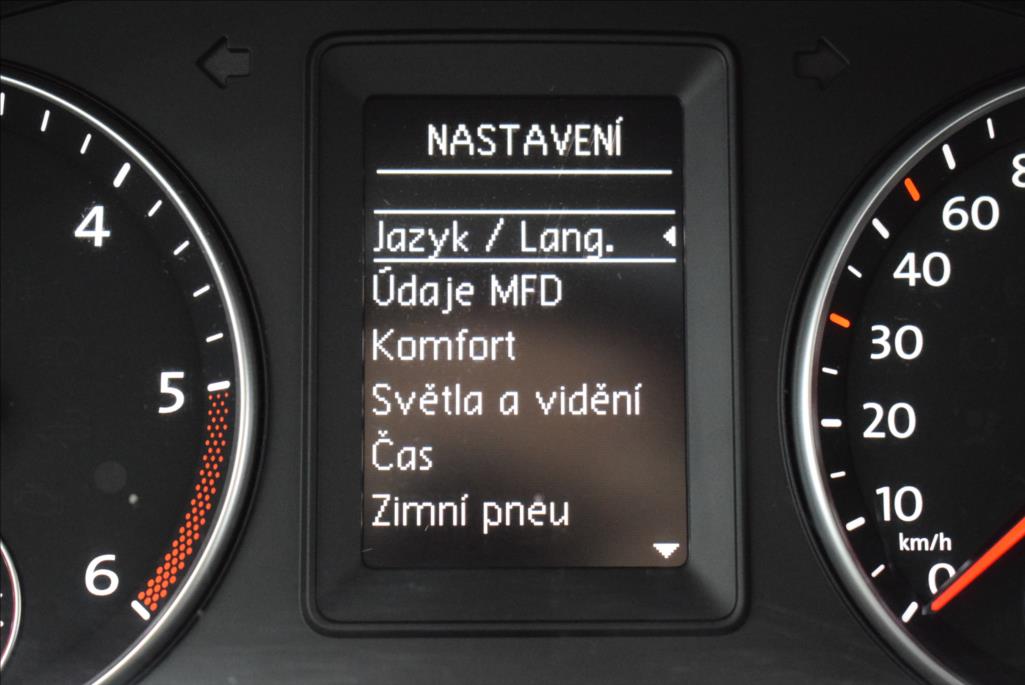 NASTAVENÍ
Jazyk / Lang.
Údaje MFD
Komfort
Světla a vidění
Čas
Zimní pneu
4
5
6
8
60
40
30
20
10
km/h
0